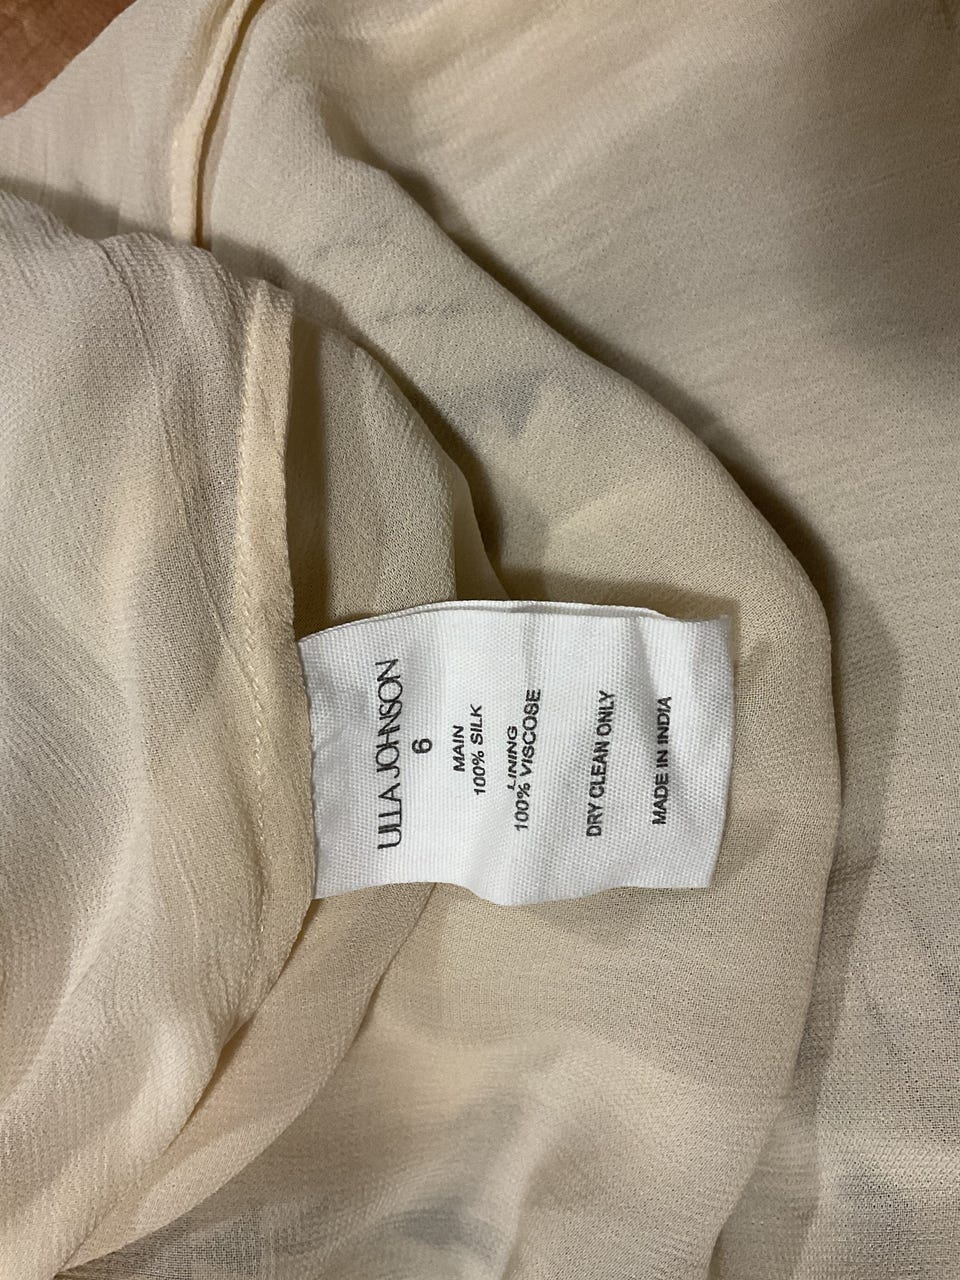 ULLA JOHNSON
6
MAIN
100% SILK
LINING
100% VISCOSE
DRY CLEAN ONLY
MADE IN INDIA